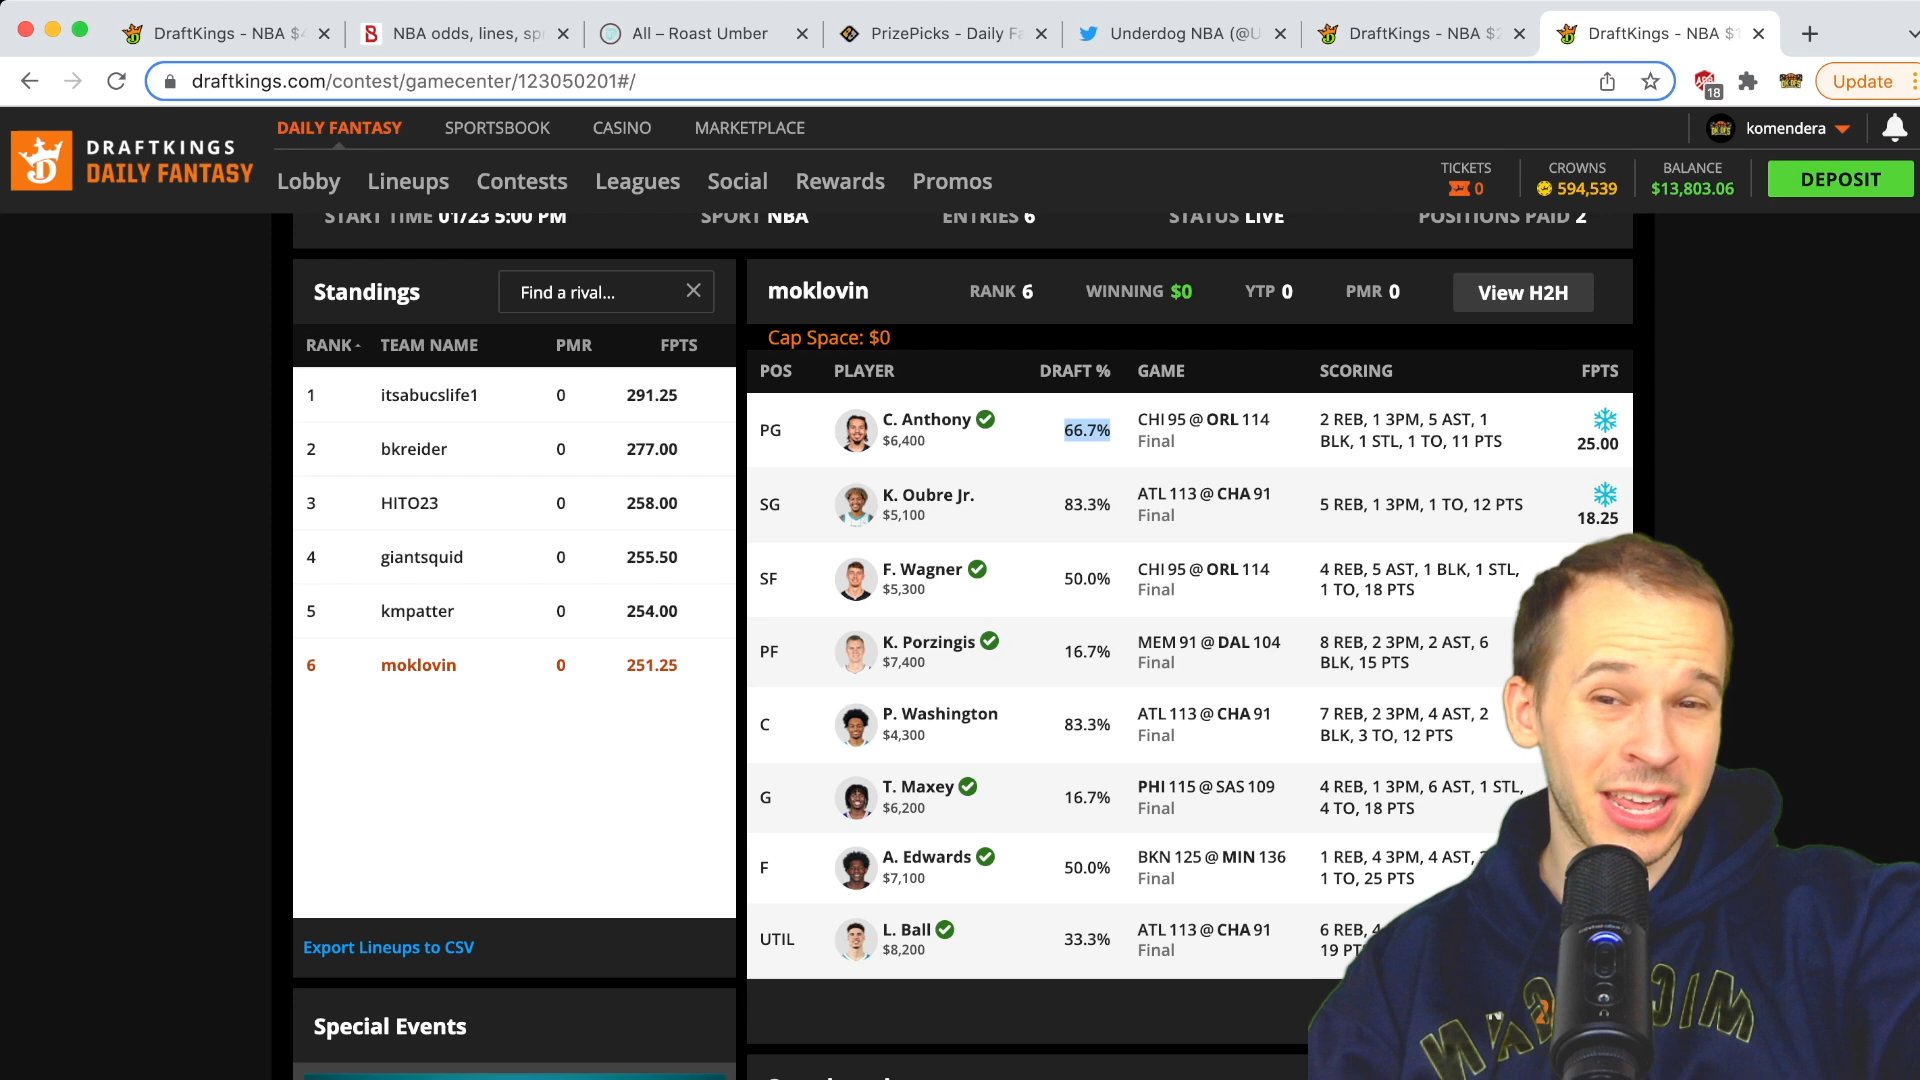 DraftKings - NBA $4
NBA odds, lines, sp
All – Roast Umber
PrizePicks - Daily Fa
Underdog NBA (@U
DraftKings - NBA $2
DraftKings - NBA $1
draftkings.com/contest/gamecenter/123050201#/
18
Update
DRAFTKINGS
DAILY FANTASY
DAILY FANTASY
SPORTSBOOK
CASINO
MARKETPLACE
komendera
Lobby
Lineups
Contests
Leagues
Social
Rewards
Promos
TICKETS
0
CROWNS
594,539
BALANCE
$13,803.06
DEPOSIT
START TIME 01/23 5:00 PM
SPORT NBA
ENTRIES 6
STATUS LIVE
POSITIONS PAID 2
Standings
Find a rival...
RANK
TEAM NAME
PMR
FPTS
1 itsabucslife1 0 291.25
2 bkreider 0 277.00
3 HITO23 0 258.00
4 giantsquid 0 255.50
5 kmpatter 0 254.00
6 moklovin 0 251.25
Export Lineups to CSV
Special Events
moklovin
RANK 6
WINNING $0
YTP 0
PMR 0
View H2H
Cap Space: $0
POS PLAYER DRAFT % GAME SCORING FPTS
PG
C. Anthony
$6,400
66.7%
CHI 95 @ ORL 114
Final
2 REB, 1 3PM, 5 AST, 1
BLK, 1 STL, 1 TO, 11 PTS
25.00
SG
K. Oubre Jr.
$5,100
83.3%
ATL 113 @ CHA 91
Final
5 REB, 1 3PM, 1 TO, 12 PTS
18.25
SF
F. Wagner
$5,300
50.0%
CHI 95 @ ORL 114
Final
4 REB, 5 AST, 1 BLK, 1 STL,
1 TO, 18 PTS
PF
K. Porzingis
$7,400
16.7%
MEM 91 @ DAL 104
Final
8 REB, 2 3PM, 2 AST, 6
BLK, 15 PTS
C
P. Washington
$4,300
83.3%
ATL 113 @ CHA 91
Final
7 REB, 2 3PM, 4 AST, 2
BLK, 3 TO, 12 PTS
G
T. Maxey
$6,200
16.7%
PHI 115 @ SAS 109
Final
4 REB, 1 3PM, 6 AST, 1 STL,
4 TO, 18 PTS
F
A. Edwards
$7,100
50.0%
BKN 125 @ MIN 136
Final
1 REB, 4 3PM, 4 AST,
1 TO, 25 PTS
UTIL
L. Ball
$8,200
33.3%
ATL 113 @ CHA 91
Final
6 REB, 4
19 PT